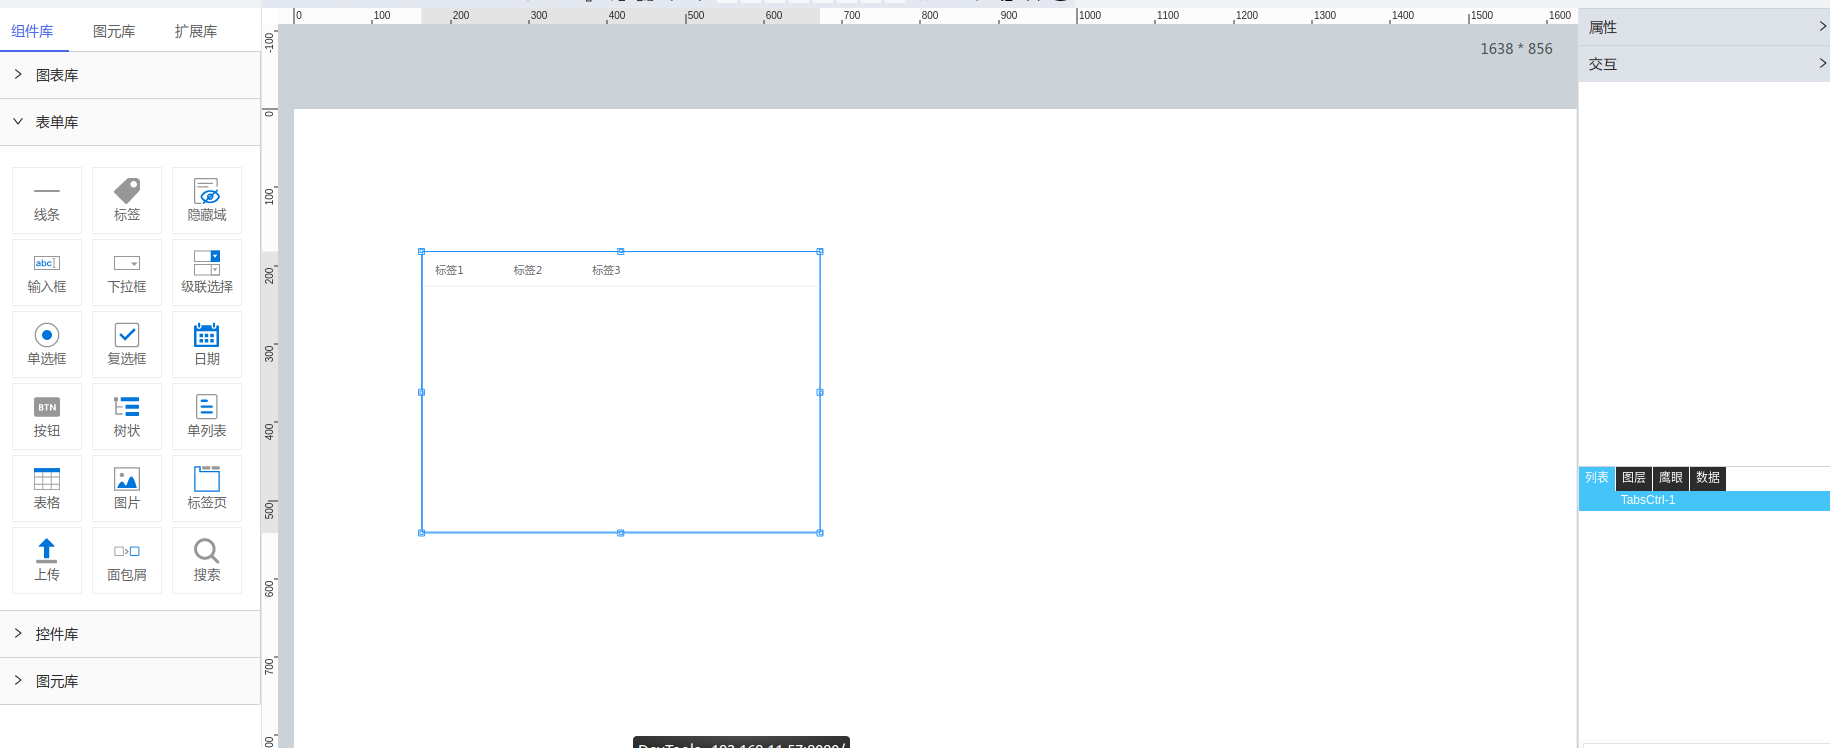 组件库 图元库 扩展库
图表库
表单库
线条 标签 隐藏域
abc
输入框 下拉框 级联选择
单选框 复选框 日期
BTN
按钮 树状 单列表
表格 图片 标签页
上传 面包屑 搜索
控件库
图元库
0 100 200 300 400 500 600 700 800 900 1000 1100 1200 1300 1400 1500 1600
-100
0
100
200
300
400
500
600
700
1638 * 856
标签1 标签2 标签3
属性
交互
列表 图层 鹰眼 数据
TabsCtrl-1